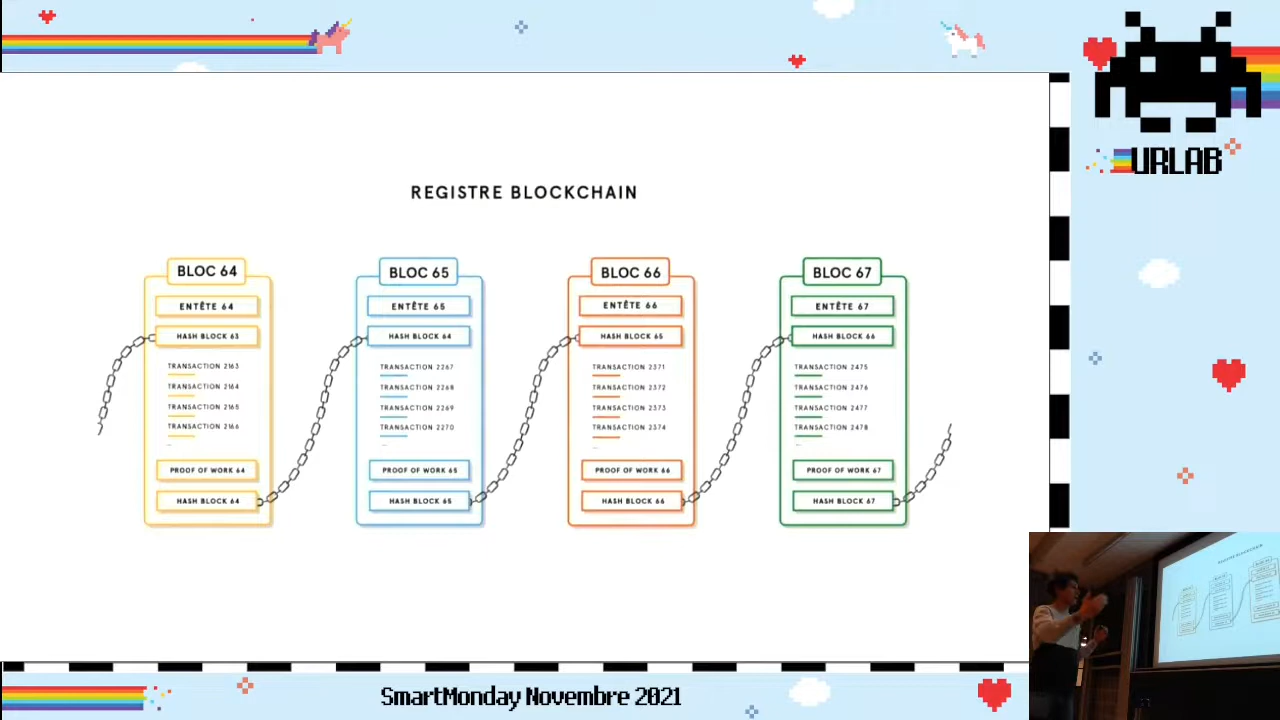 URLAB
REGISTRE BLOCKCHAIN
BLOC 64
ENTÊTE 64
HASH BLOCK 63
TRANSACTION 2163
TRANSACTION 2164
TRANSACTION 2165
TRANSACTION 2166
...
PROOF OF WORK 64
HASH BLOCK 64
BLOC 65
ENTÊTE 65
HASH BLOCK 64
TRANSACTION 2267
TRANSACTION 2268
TRANSACTION 2269
TRANSACTION 2270
...
PROOF OF WORK 65
HASH BLOCK 65
BLOC 66
ENTÊTE 66
HASH BLOCK 65
TRANSACTION 2371
TRANSACTION 2372
TRANSACTION 2373
TRANSACTION 2374
...
PROOF OF WORK 66
HASH BLOCK 66
BLOC 67
ENTÊTE 67
HASH BLOCK 66
TRANSACTION 2475
TRANSACTION 2476
TRANSACTION 2477
TRANSACTION 2478
...
PROOF OF WORK 67
HASH BLOCK 67
SmartMonday Novembre 2021